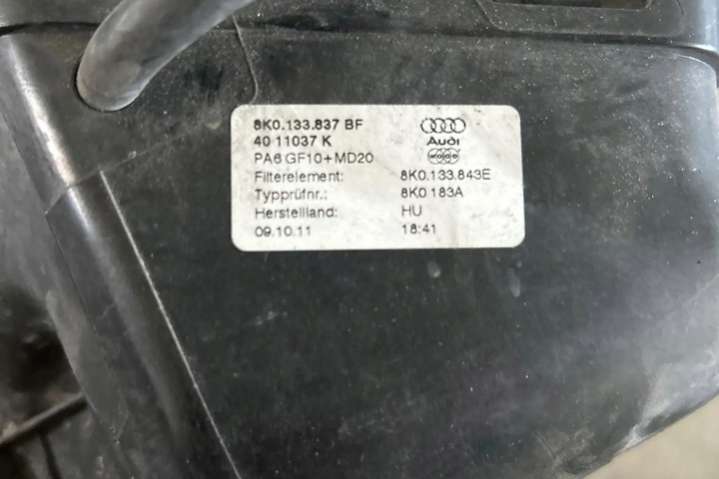 8K0.133.837 BF
40 11037 K
Audi
PA6 GF10+MD20
Filterelement: 8K0.133.843E
Typprüfnr.: 8K0 183A
Herstelland: HU
09.10.11 18:41